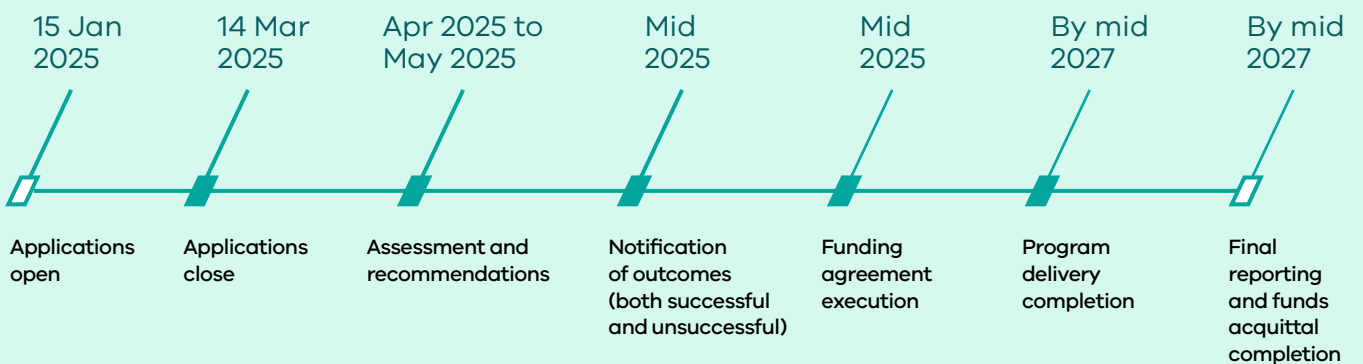 15 Jan
2025
14 Mar
2025
Apr 2025 to
May 2025
Mid
2025
Mid
2025
By mid
2027
By mid
2027
Applications
open
Applications
close
Assessment and
recommendations
Notification
of outcomes
(both successful
and unsuccessful)
Funding
agreement
execution
Program
delivery
completion
Final
reporting
and funds
acquittal
completion